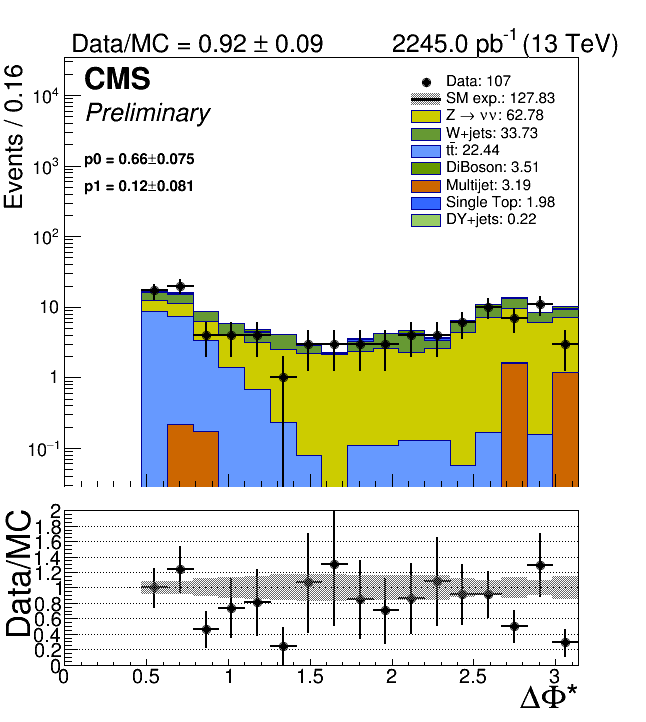 Data/MC = 0.92 ± 0.09 2245.0 pb⁻¹ (13 TeV)
CMS
Preliminary
p0 = 0.66±0.075
p1 = 0.12±0.081
Data: 107
SM exp.: 127.83
Z → νν: 62.78
W+jets: 33.73
tt̄: 22.44
DiBoson: 3.51
Multijet: 3.19
Single Top: 1.98
DY+jets: 0.22
Events / 0.16
10⁴
10³
10²
10
1
10⁻¹
Data/MC
2
1.8
1.6
1.4
1.2
1
0.8
0.6
0.4
0.2
0
0 0.5 1 1.5 2 2.5 3
ΔΦ*